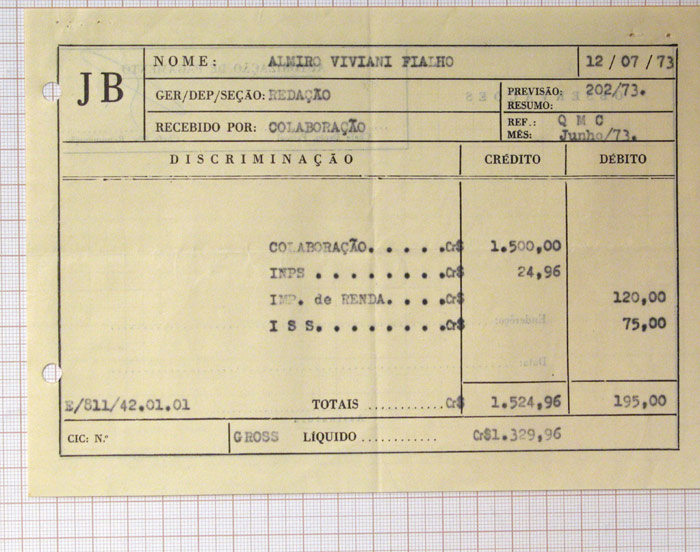 JB
NOME: ALMIRO VIVIANI FIALHO 12/07/73
GER/DEP/SEÇÃO: REDAÇÃO PREVISÃO: 202/73.
RESUMO:
RECEBIDO POR: COLABORAÇÃO REF.: Q M C
MÊS: Junho/73.
DISCRIMINAÇÃO CRÉDITO DÉBITO
COLABORAÇÃO. . . . .Cr$ 1.500,00
INPS . . . . . . . .Cr$ 24,96
IMP. de RENDA. . . .Cr$ 120,00
I S S. . . . . . . .Cr$ 75,00
E/811/42.01.01 TOTAIS ............Cr$ 1.524,96 195,00
CIC: N.º GROSS LÍQUIDO ............ Cr$1.329,96